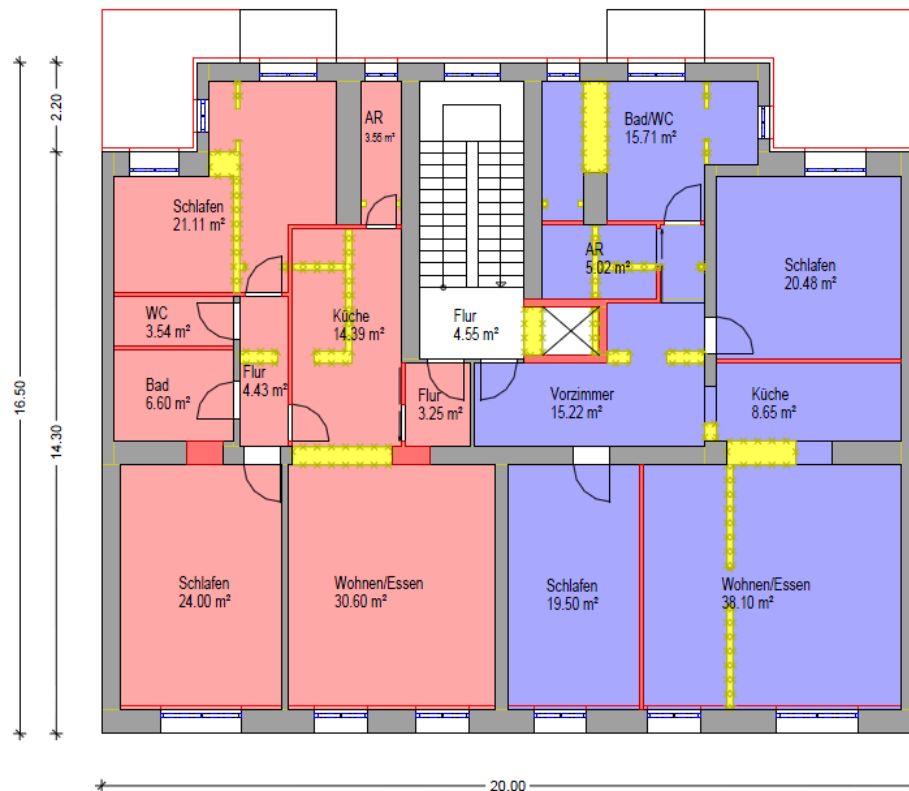 2.20
16.50
14.30
AR
3.56 m²
Bad/WC
15.71 m²
Schlafen
21.11 m²
AR
5.02 m²
Schlafen
20.48 m²
WC
3.54 m²
Küche
14.39 m²
Flur
4.55 m²
Flur
4.43 m²
Bad
6.60 m²
Flur
3.25 m²
Vorzimmer
15.22 m²
Küche
8.65 m²
Schlafen
24.00 m²
Wohnen/Essen
30.60 m²
Schlafen
19.50 m²
Wohnen/Essen
38.10 m²
20.00